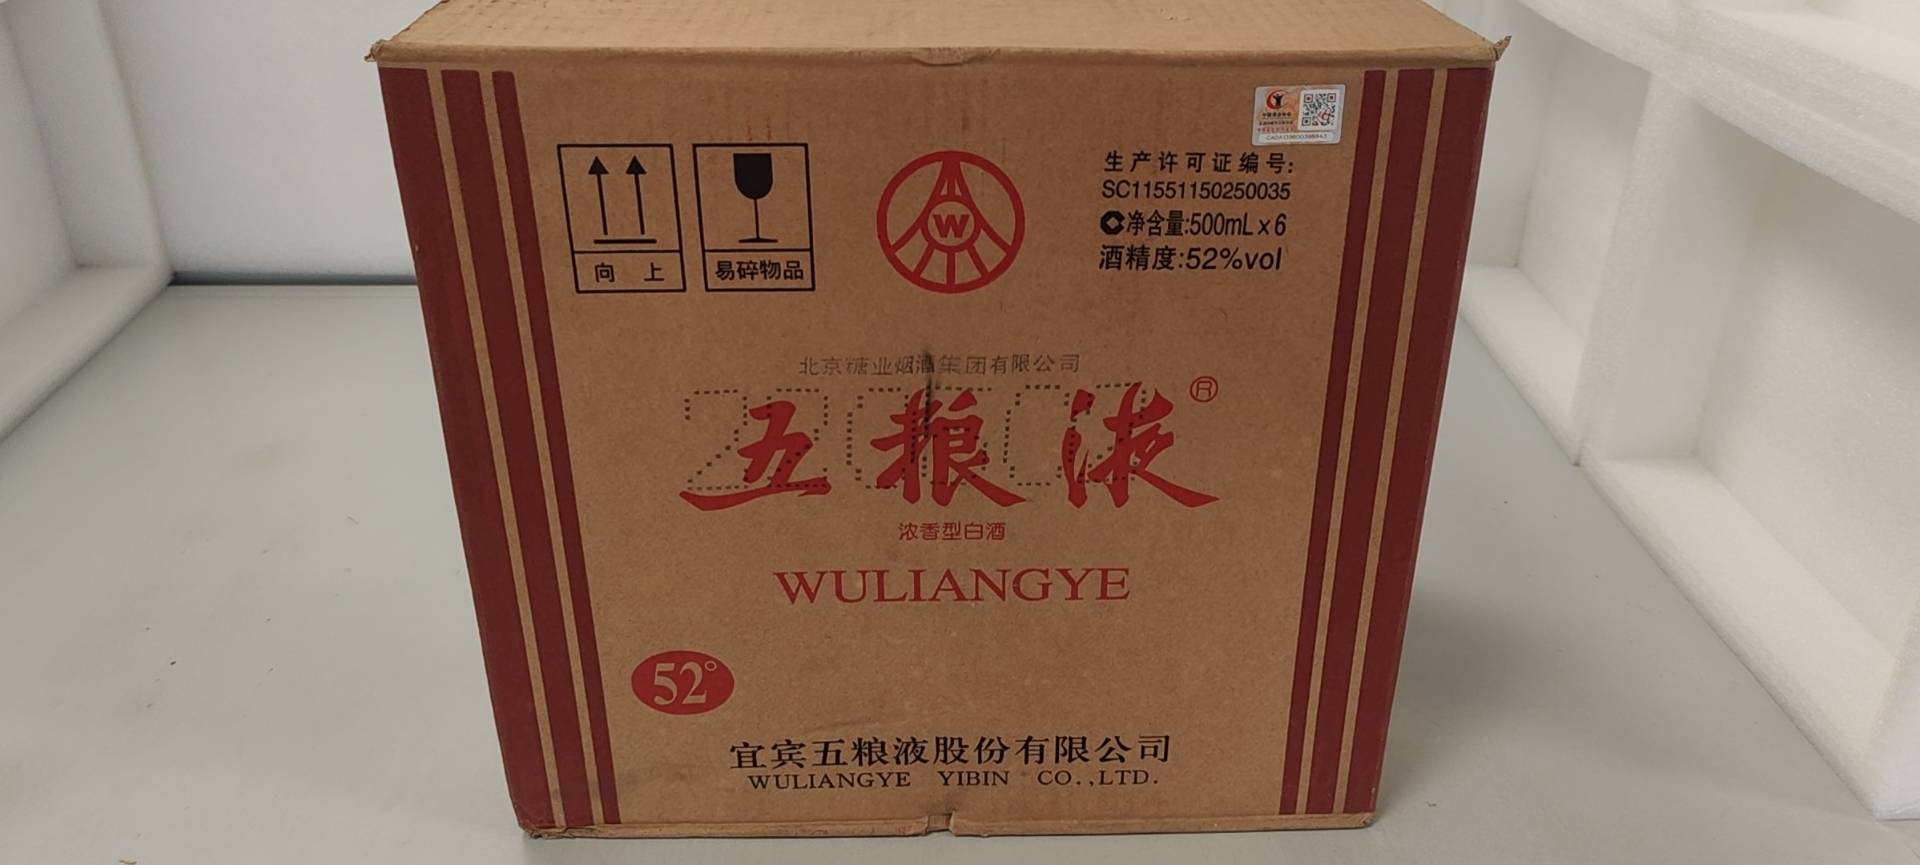 生产许可证编号:
SC11551150250035
净含量:500mL×6
酒精度:52%vol
向 上
易碎物品
W
北京糖业烟酒集团有限公司
五粮液®
浓香型白酒
WULIANGYE
52°
宜宾五粮液股份有限公司
WULIANGYE YIBIN CO.,LTD.